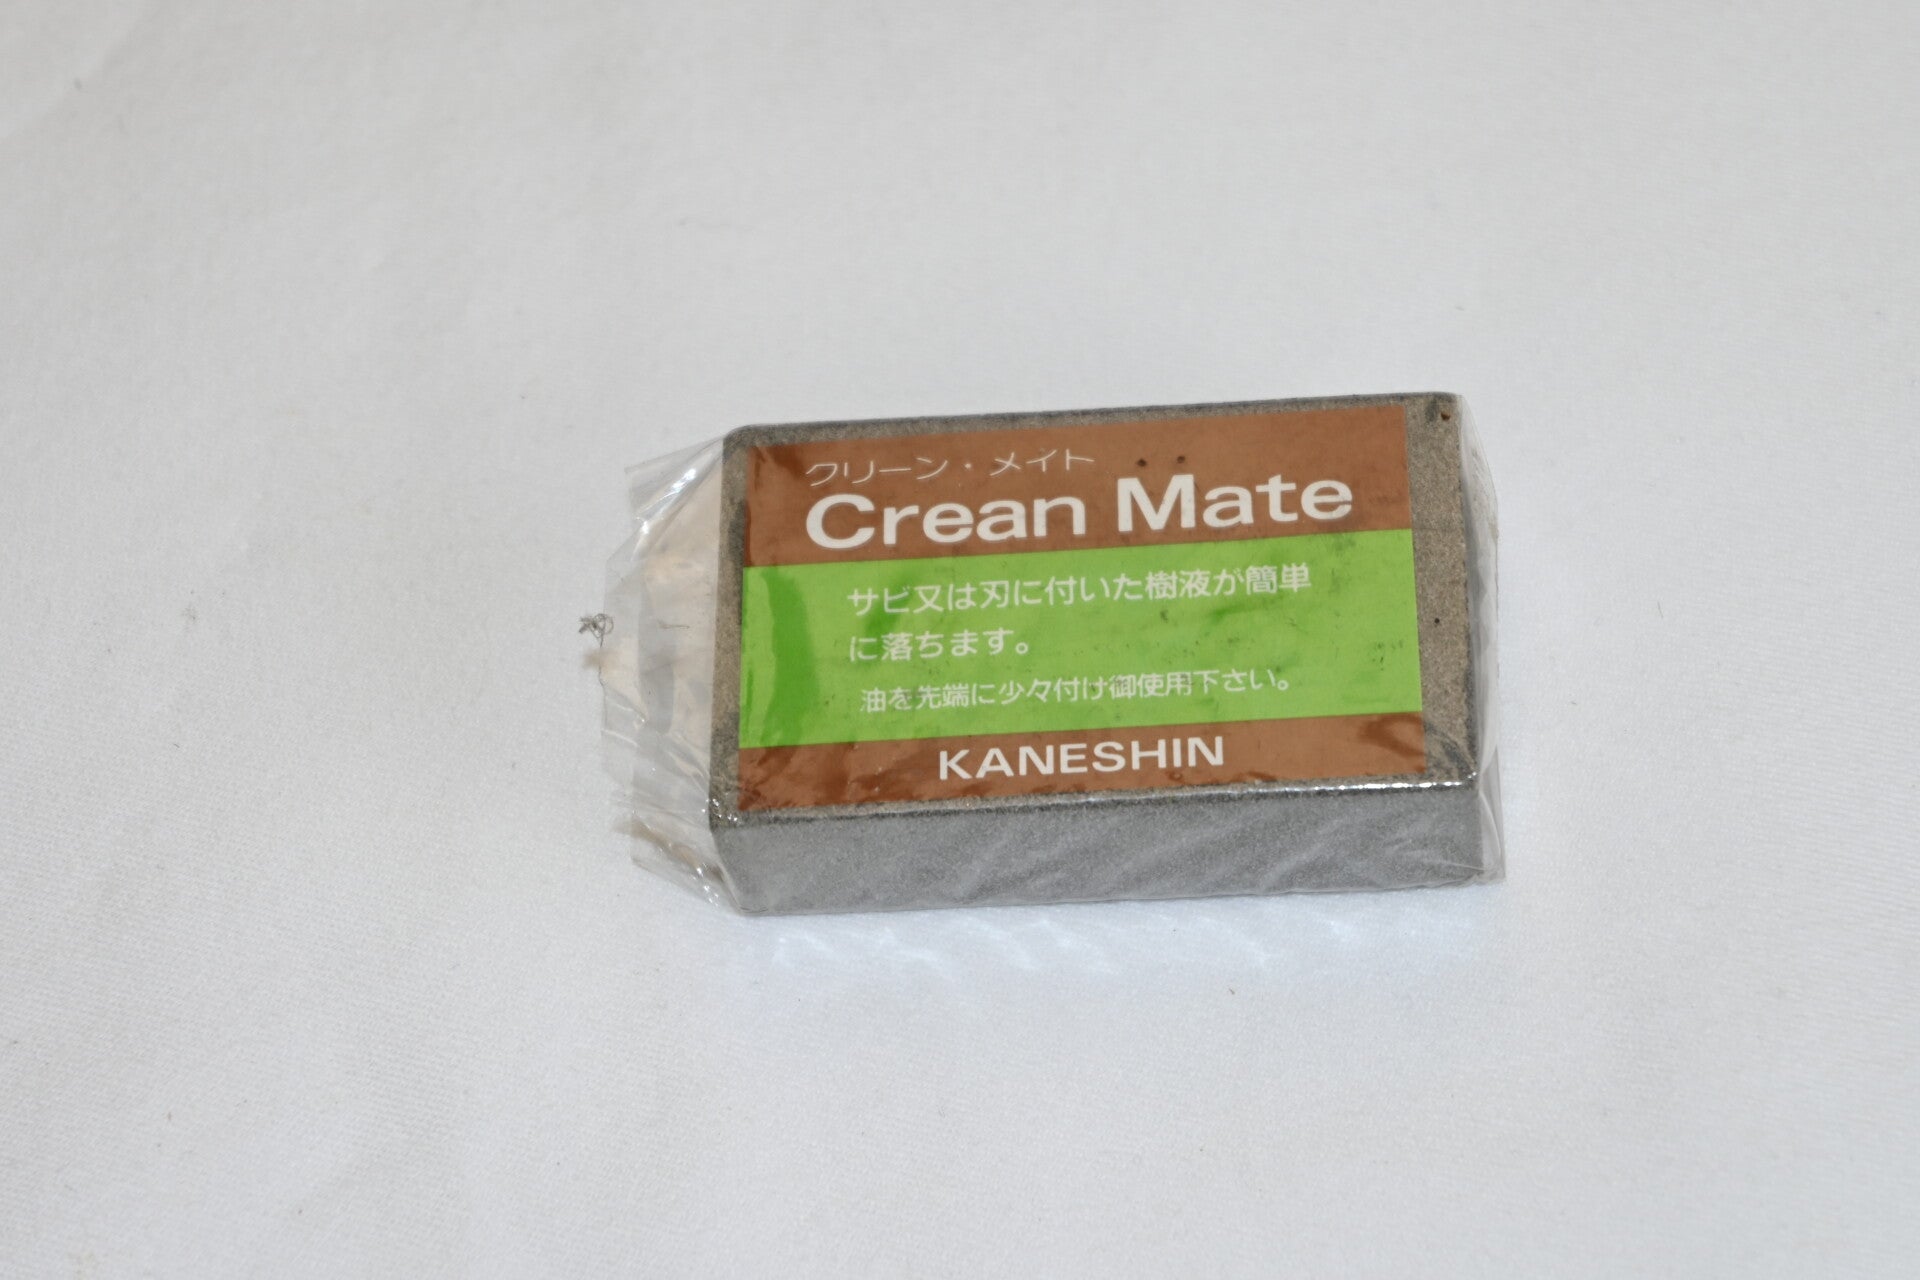 クリーン・メイト
Crean Mate
サビ又は刃に付いた樹液が簡単
に落ちます。
油を先端に少々付け御使用下さい。
KANESHIN